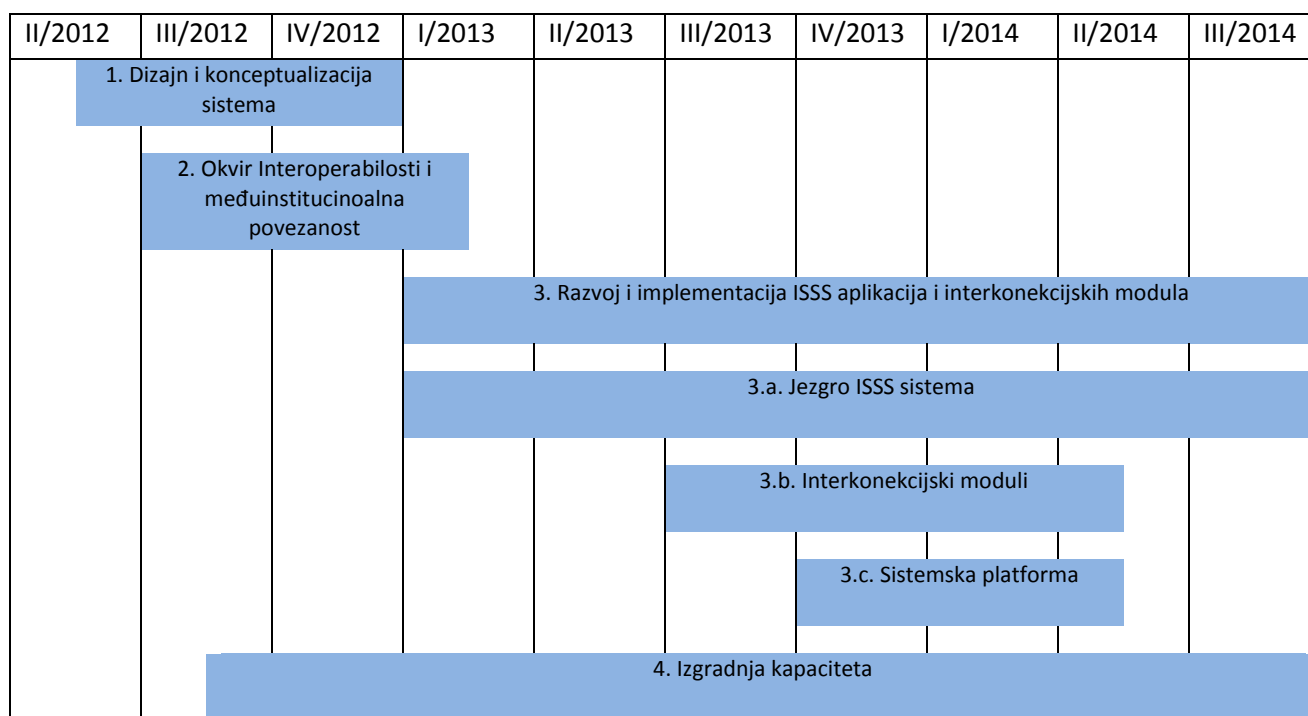 II/2012 III/2012 IV/2012 I/2013 II/2013 III/2013 IV/2013 I/2014 II/2014 III/2014
1. Dizajn i konceptualizacija
sistema
2. Okvir Interoperabilosti i
međuinstitucinoalna
povezanost
3. Razvoj i implementacija ISSS aplikacija i interkonekcijskih modula
3.a. Jezgro ISSS sistema
3.b. Interkonekcijski moduli
3.c. Sistemska platforma
4. Izgradnja kapaciteta